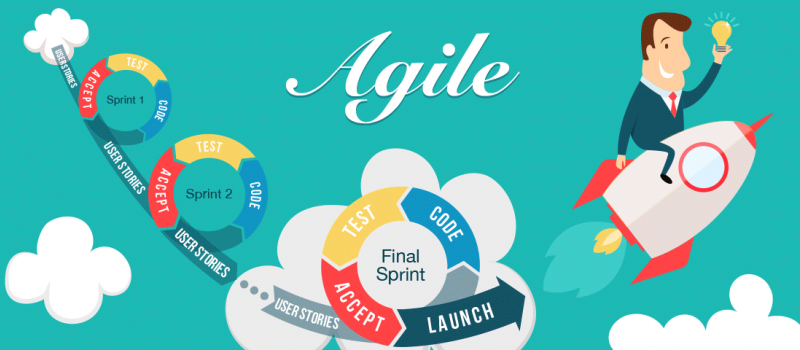 Agile
USER STORIES
ACCEPT
TEST
CODE
Sprint 1
USER STORIES
ACCEPT
TEST
CODE
Sprint 2
USER STORIES
USER STORIES
ACCEPT
TEST
CODE
Final
Sprint
LAUNCH